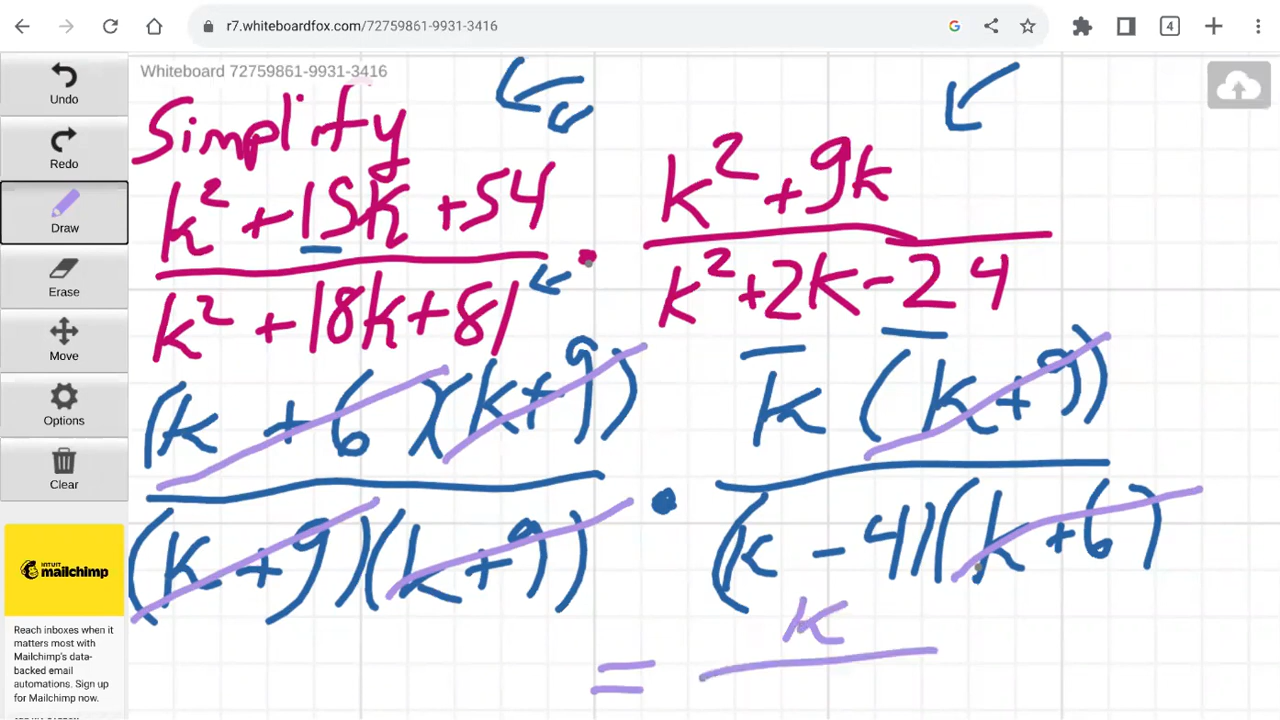 r7.whiteboardfox.com/72759861-9931-3416
4
Whiteboard 72759861-9931-3416
Undo
Redo
Draw
Erase
Move
Options
Clear
Simplify
k² + 15k + 54
k² + 18k + 81
·
k² + 9k
k² + 2k - 24
(k + 6)(k + 9)
(k + 9)(k + 9)
·
k (k + 9)
(k - 4)(k + 6)
= k
INTUIT
mailchimp
Reach inboxes when it
matters most with
Mailchimp's data-
backed email
automations. Sign up
for Mailchimp now.